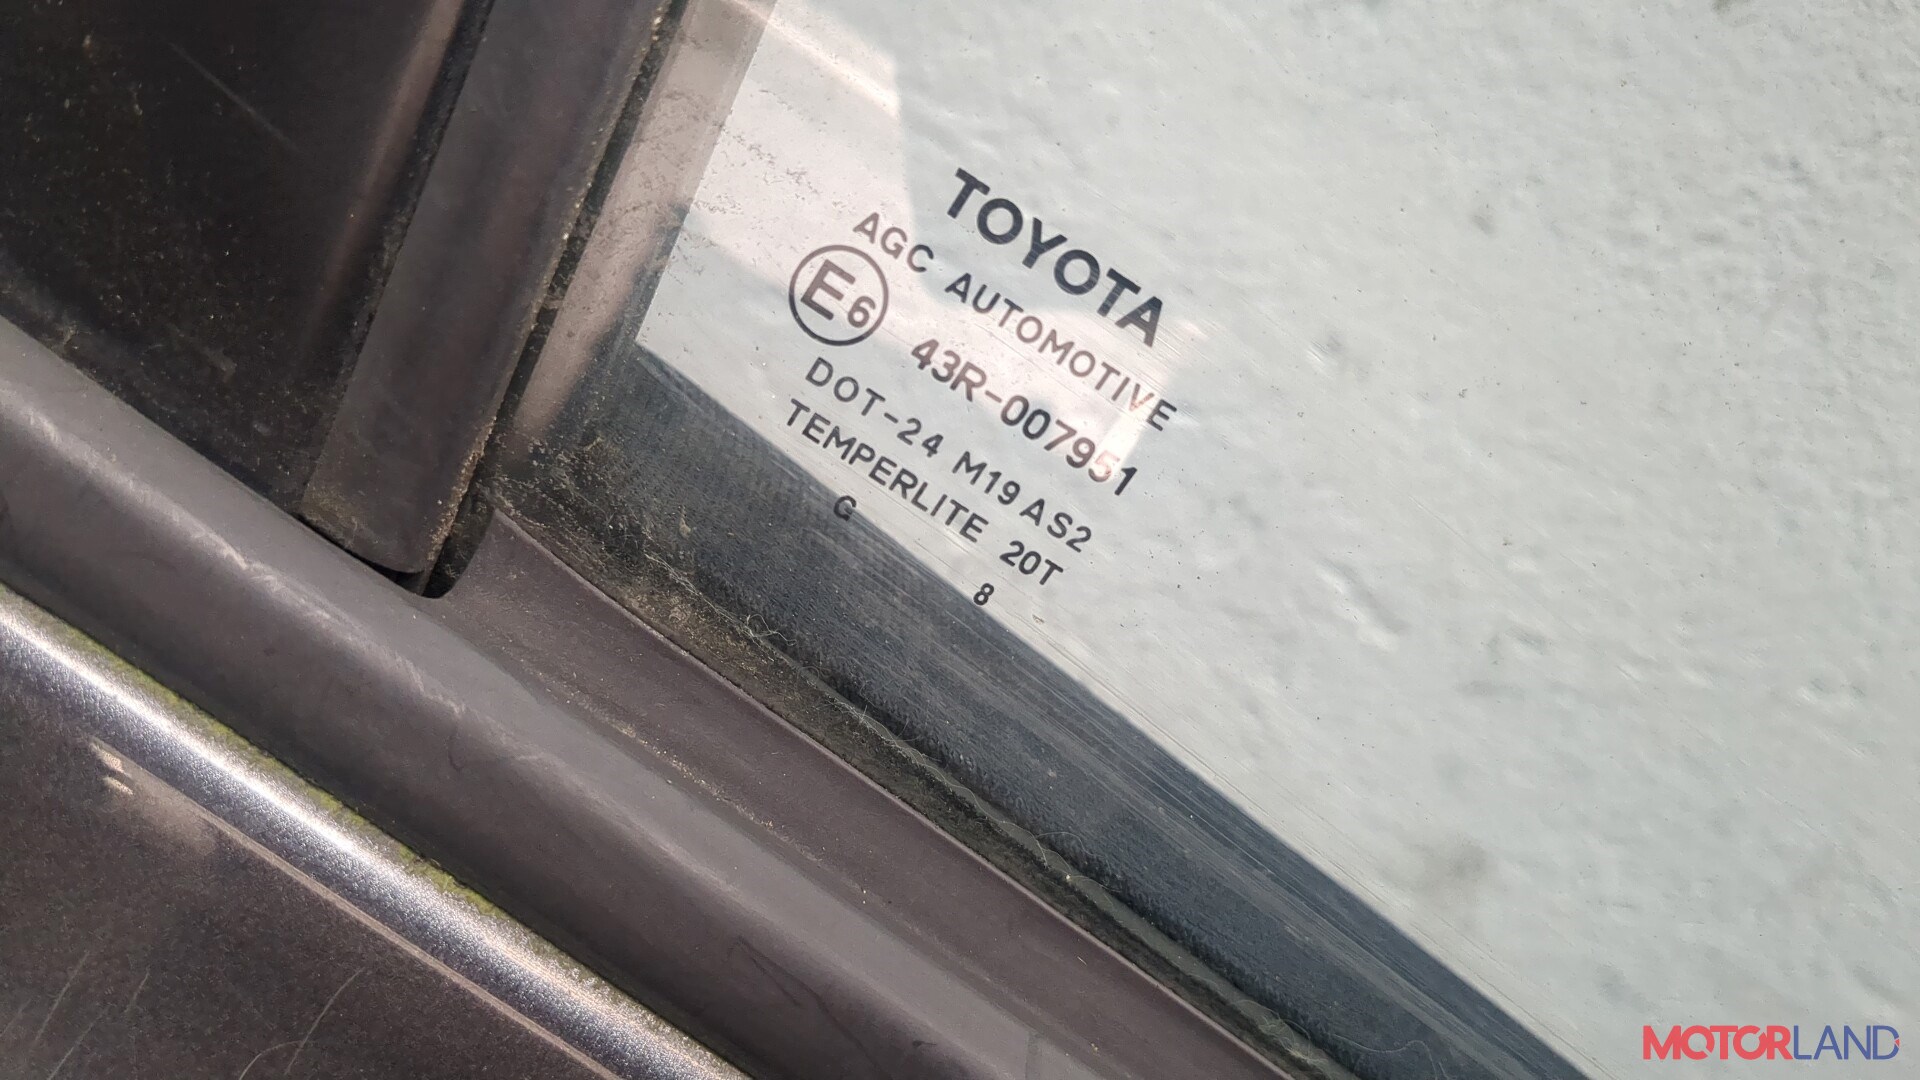 TOYOTA
AGC AUTOMOTIVE
E6 43R-007951
DOT-24 M19 AS2
TEMPERLITE 20T
G 8
MOTORLAND